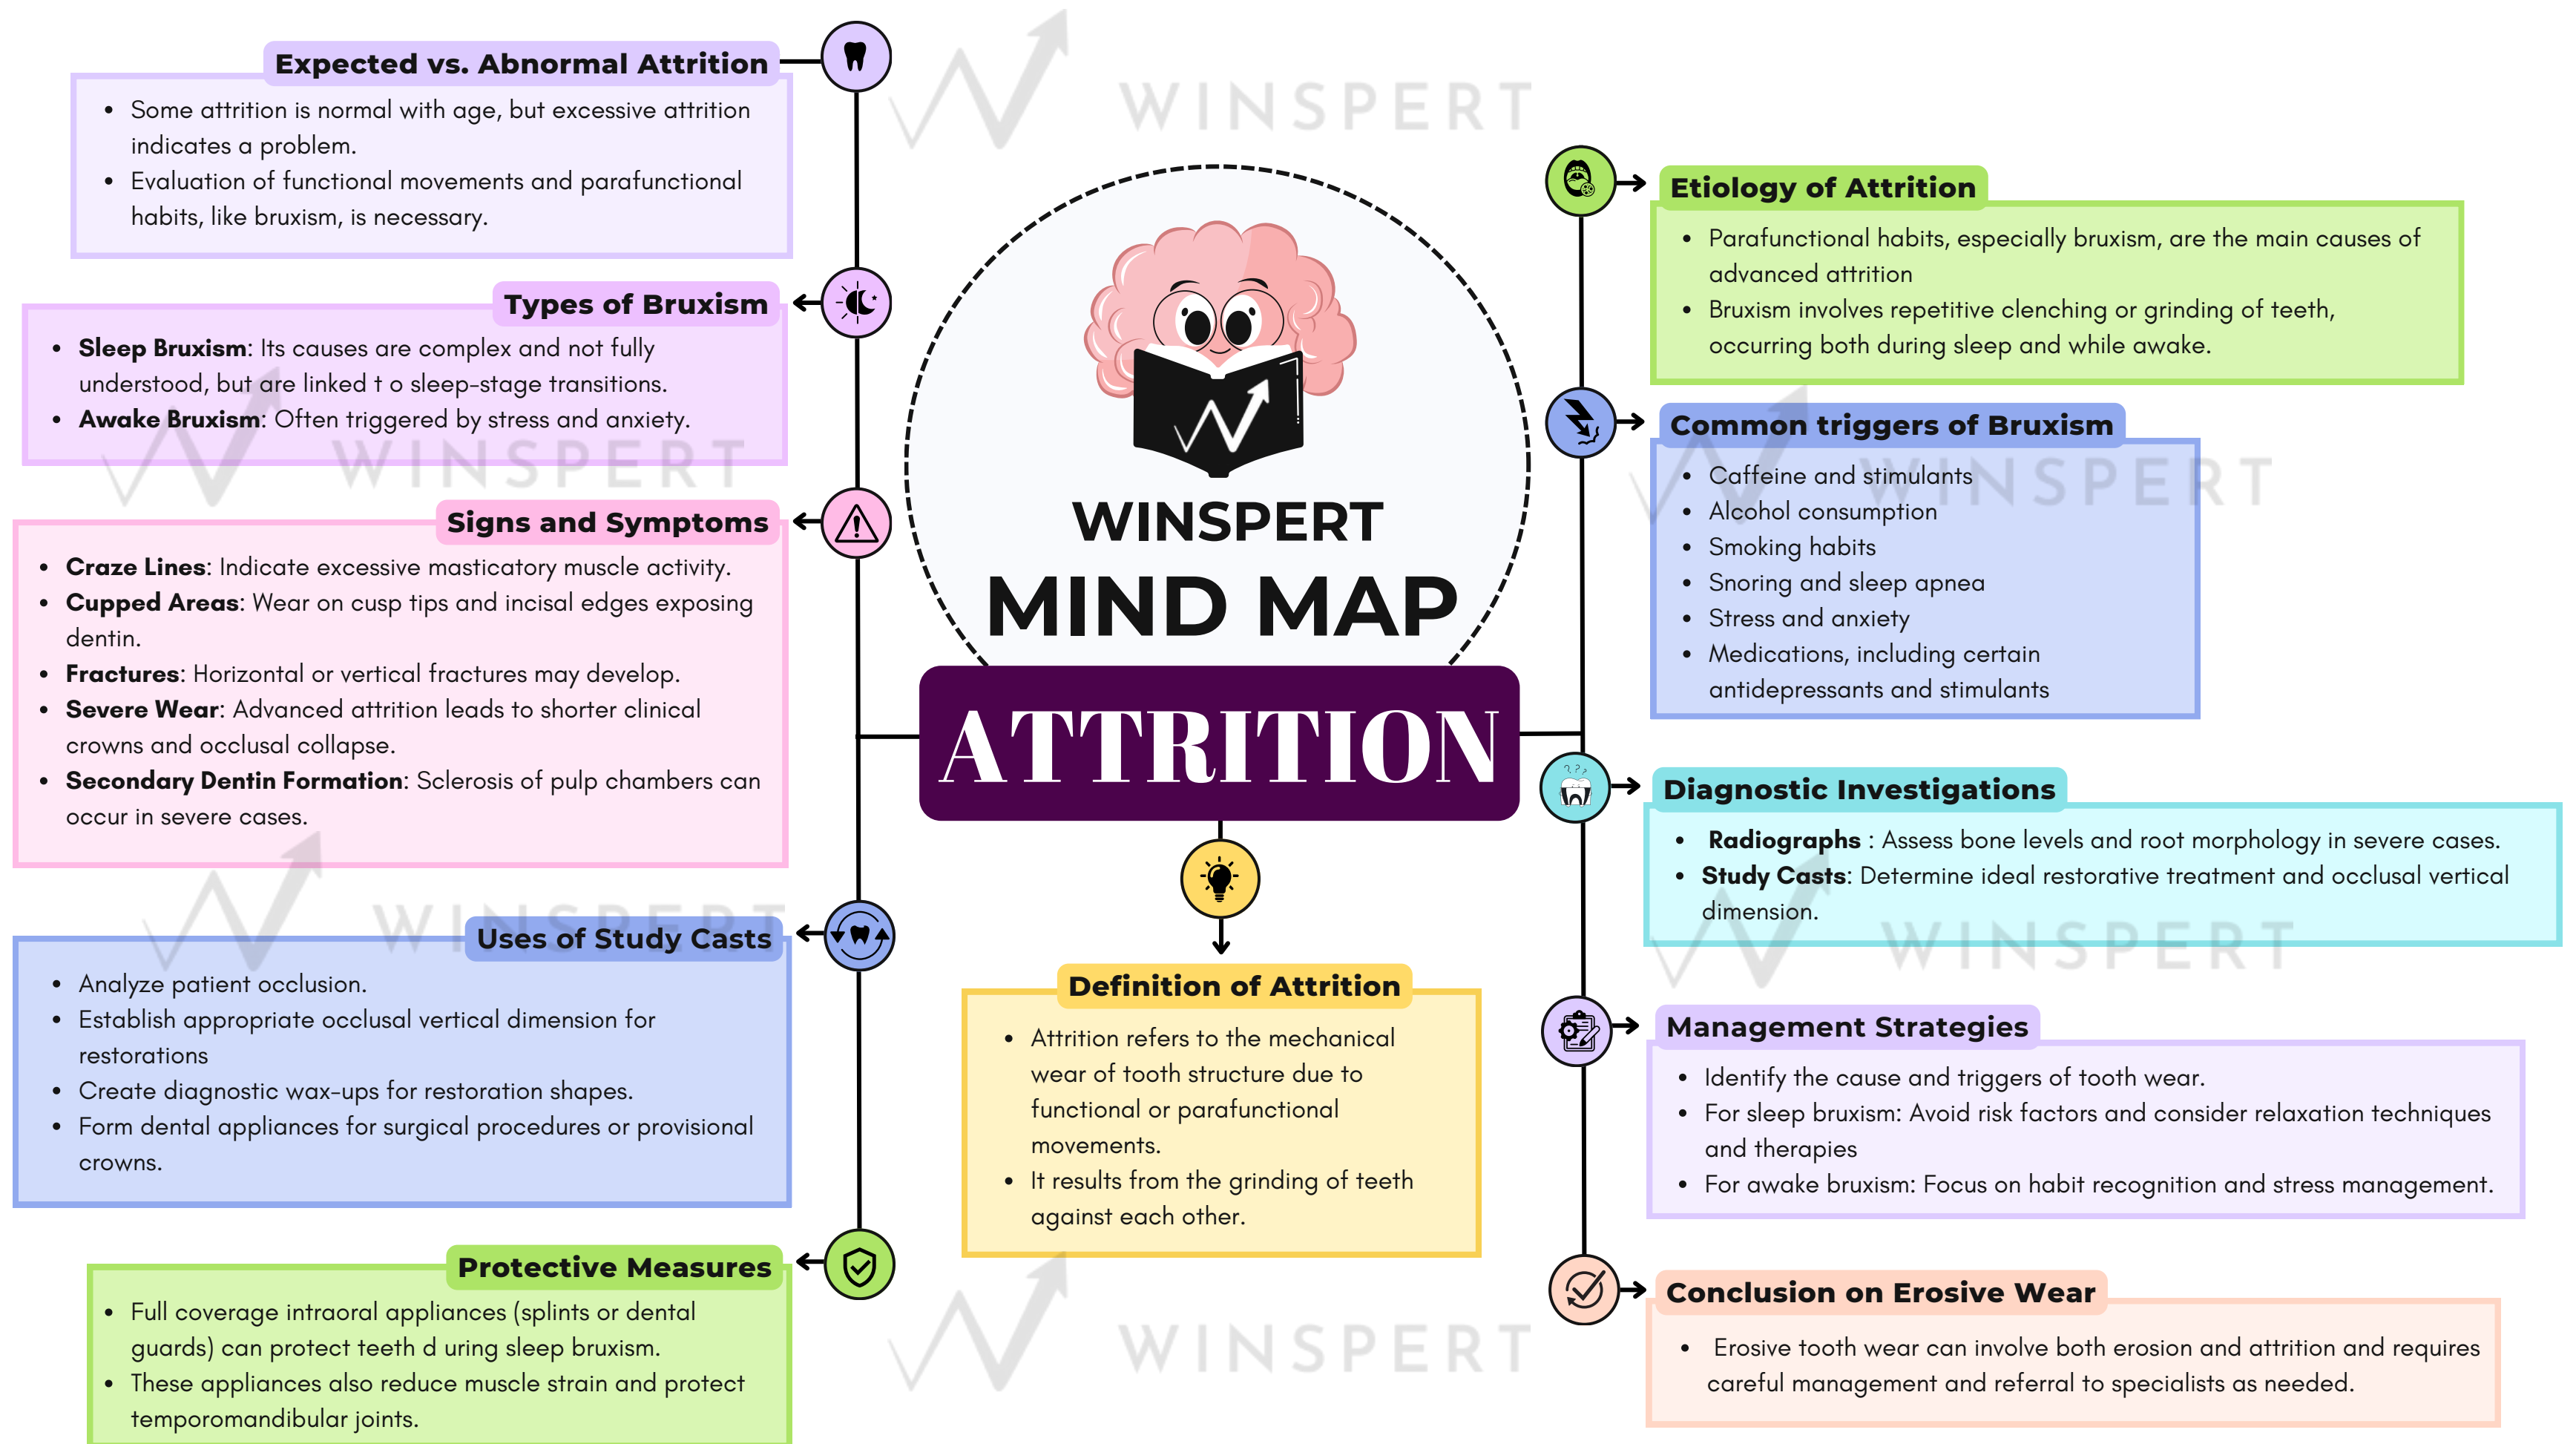 Expected vs. Abnormal Attrition
• Some attrition is normal with age, but excessive attrition
indicates a problem.
• Evaluation of functional movements and parafunctional
habits, like bruxism, is necessary.
Types of Bruxism
• Sleep Bruxism: Its causes are complex and not fully
understood, but are linked t o sleep-stage transitions.
• Awake Bruxism: Often triggered by stress and anxiety.
Signs and Symptoms
• Craze Lines: Indicate excessive masticatory muscle activity.
• Cupped Areas: Wear on cusp tips and incisal edges exposing
dentin.
• Fractures: Horizontal or vertical fractures may develop.
• Severe Wear: Advanced attrition leads to shorter clinical
crowns and occlusal collapse.
• Secondary Dentin Formation: Sclerosis of pulp chambers can
occur in severe cases.
Uses of Study Casts
• Analyze patient occlusion.
• Establish appropriate occlusal vertical dimension for
restorations
• Create diagnostic wax-ups for restoration shapes.
• Form dental appliances for surgical procedures or provisional
crowns.
Protective Measures
• Full coverage intraoral appliances (splints or dental
guards) can protect teeth d uring sleep bruxism.
• These appliances also reduce muscle strain and protect
temporomandibular joints.
WINSPERT
WINSPERT
MIND MAP
ATTRITION
Definition of Attrition
• Attrition refers to the mechanical
wear of tooth structure due to
functional or parafunctional
movements.
• It results from the grinding of teeth
against each other.
WINSPERT
Etiology of Attrition
• Parafunctional habits, especially bruxism, are the main causes of
advanced attrition
• Bruxism involves repetitive clenching or grinding of teeth,
occurring both during sleep and while awake.
Common triggers of Bruxism
• Caffeine and stimulants
• Alcohol consumption
• Smoking habits
• Snoring and sleep apnea
• Stress and anxiety
• Medications, including certain
antidepressants and stimulants
Diagnostic Investigations
• Radiographs : Assess bone levels and root morphology in severe cases.
• Study Casts: Determine ideal restorative treatment and occlusal vertical
dimension.
Management Strategies
• Identify the cause and triggers of tooth wear.
• For sleep bruxism: Avoid risk factors and consider relaxation techniques
and therapies
• For awake bruxism: Focus on habit recognition and stress management.
Conclusion on Erosive Wear
• Erosive tooth wear can involve both erosion and attrition and requires
careful management and referral to specialists as needed.
WINSPERT
WINSPERT
WINSPERT
WINSPERT